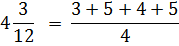 4 3/12 = (3 + 5 + 4 + 5)/4